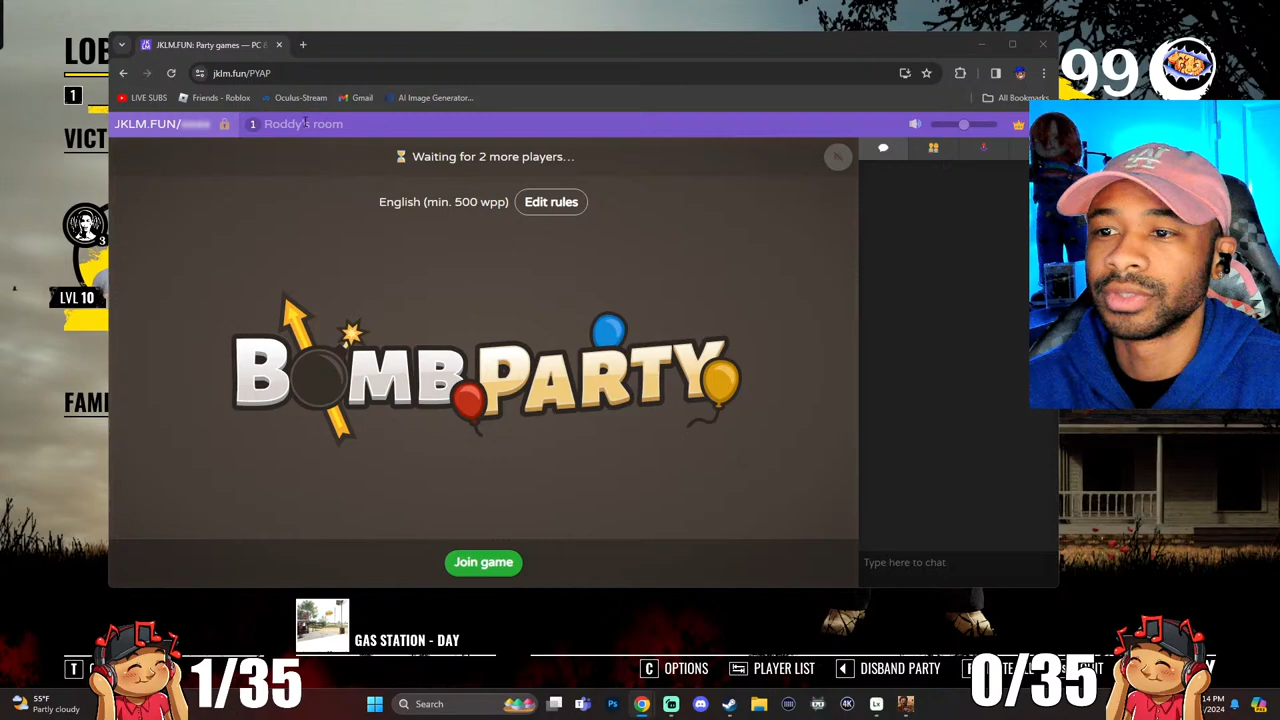 LOB
1
VICT
3
LVL 10
FAMI
99
JKLM.FUN: Party games — PC
jklm.fun/PYAP
LIVE SUBS
Friends - Roblox
Oculus-Stream
Gmail
AI Image Generator...
All Bookmarks
JKLM.FUN/
1 Roddy's room
Waiting for 2 more players...
English (min. 500 wpp) Edit rules
BOMBPARTY
Join game
Type here to chat
LA
GAS STATION - DAY
T
C OPTIONS
PLAYER LIST
DISBAND PARTY
1/35
0/35
55°F
Partly cloudy
Search